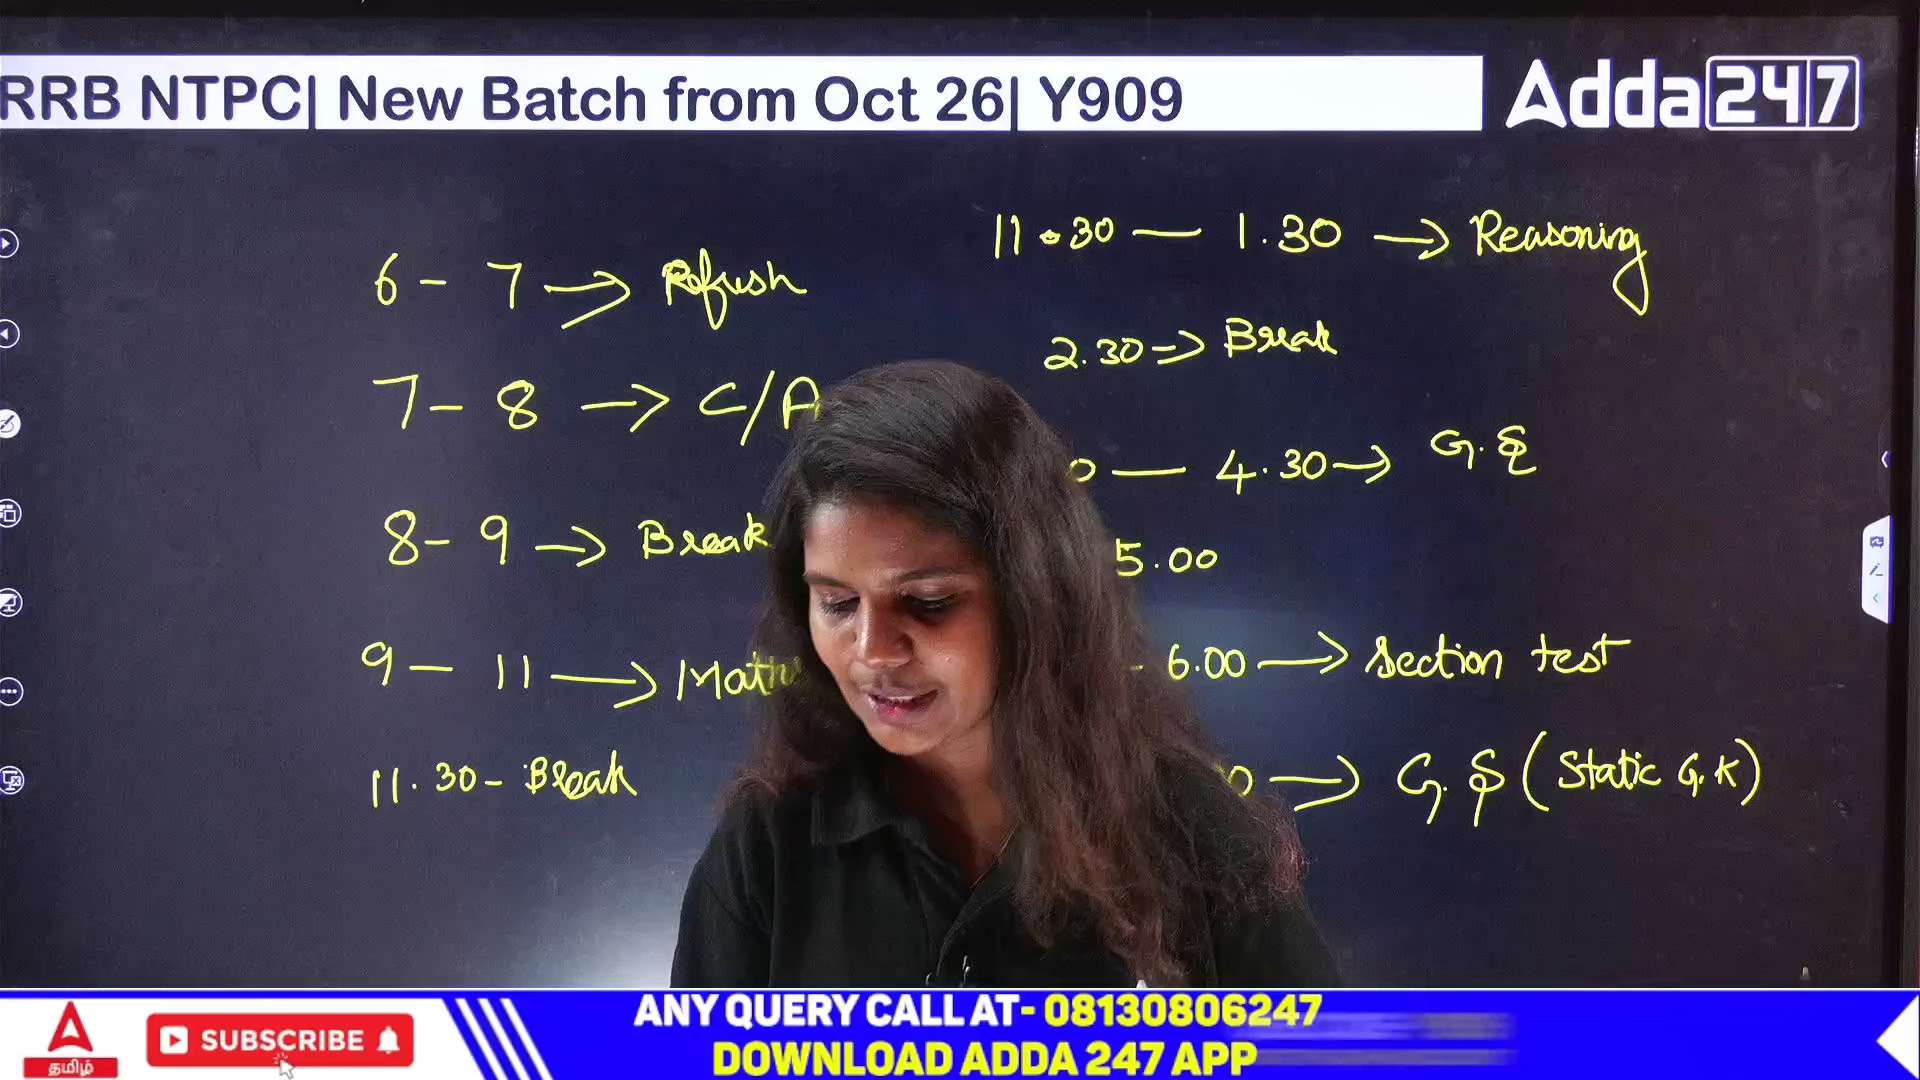 RRB NTPC| New Batch from Oct 26| Y909
Adda247
6 - 7 → Refresh
7 - 8 → C/A
8 - 9 → Break
9 - 11 → Maths
11.30 - Break
11.30 — 1.30 → Reasoning
2.30 => Break
4.30 → G.S
5.00
- 6.00 → Section test
→ G.S (Static G.K)
தமிழ்
SUBSCRIBE
ANY QUERY CALL AT- 08130806247
DOWNLOAD ADDA 247 APP